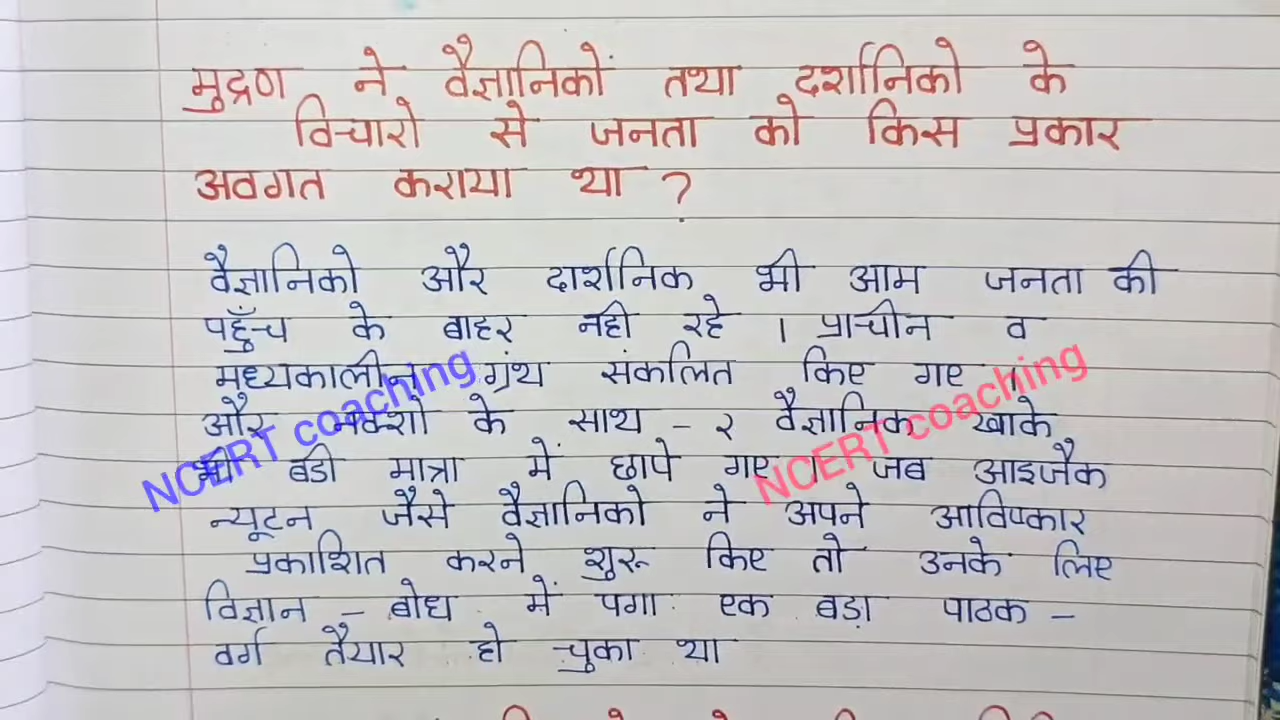 मुद्रण ने वैज्ञानिकों तथा दर्शानिको के
विचारो से जनता को किस प्रकार
अवगत कराया था ?
वैज्ञानिको और दार्शनिक भी आम जनता की
पहुँच के बाहर नही रहे । प्राचीन व
मध्यकालीन ग्रंथ संकलित किए गए ।
और नक्शो के साथ - २ वैज्ञानिक खाके
भी बडी मात्रा में छापे गए । जब आइजैक
न्यूटन जैसे वैज्ञानिको ने अपने आविष्कार
प्रकाशित करने शुरू किए तो उनके लिए
विज्ञान - बोध में पगा एक बड़ा पाठक -
वर्ग तैयार हो चुका था
NCERT coaching
NCERT coaching